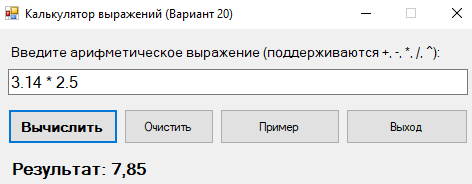 Калькулятор выражений (Вариант 20)
Введите арифметическое выражение (поддерживаются +, -, *, /, ^):
3.14 * 2.5
Вычислить Очистить Пример Выход
Результат: 7,85